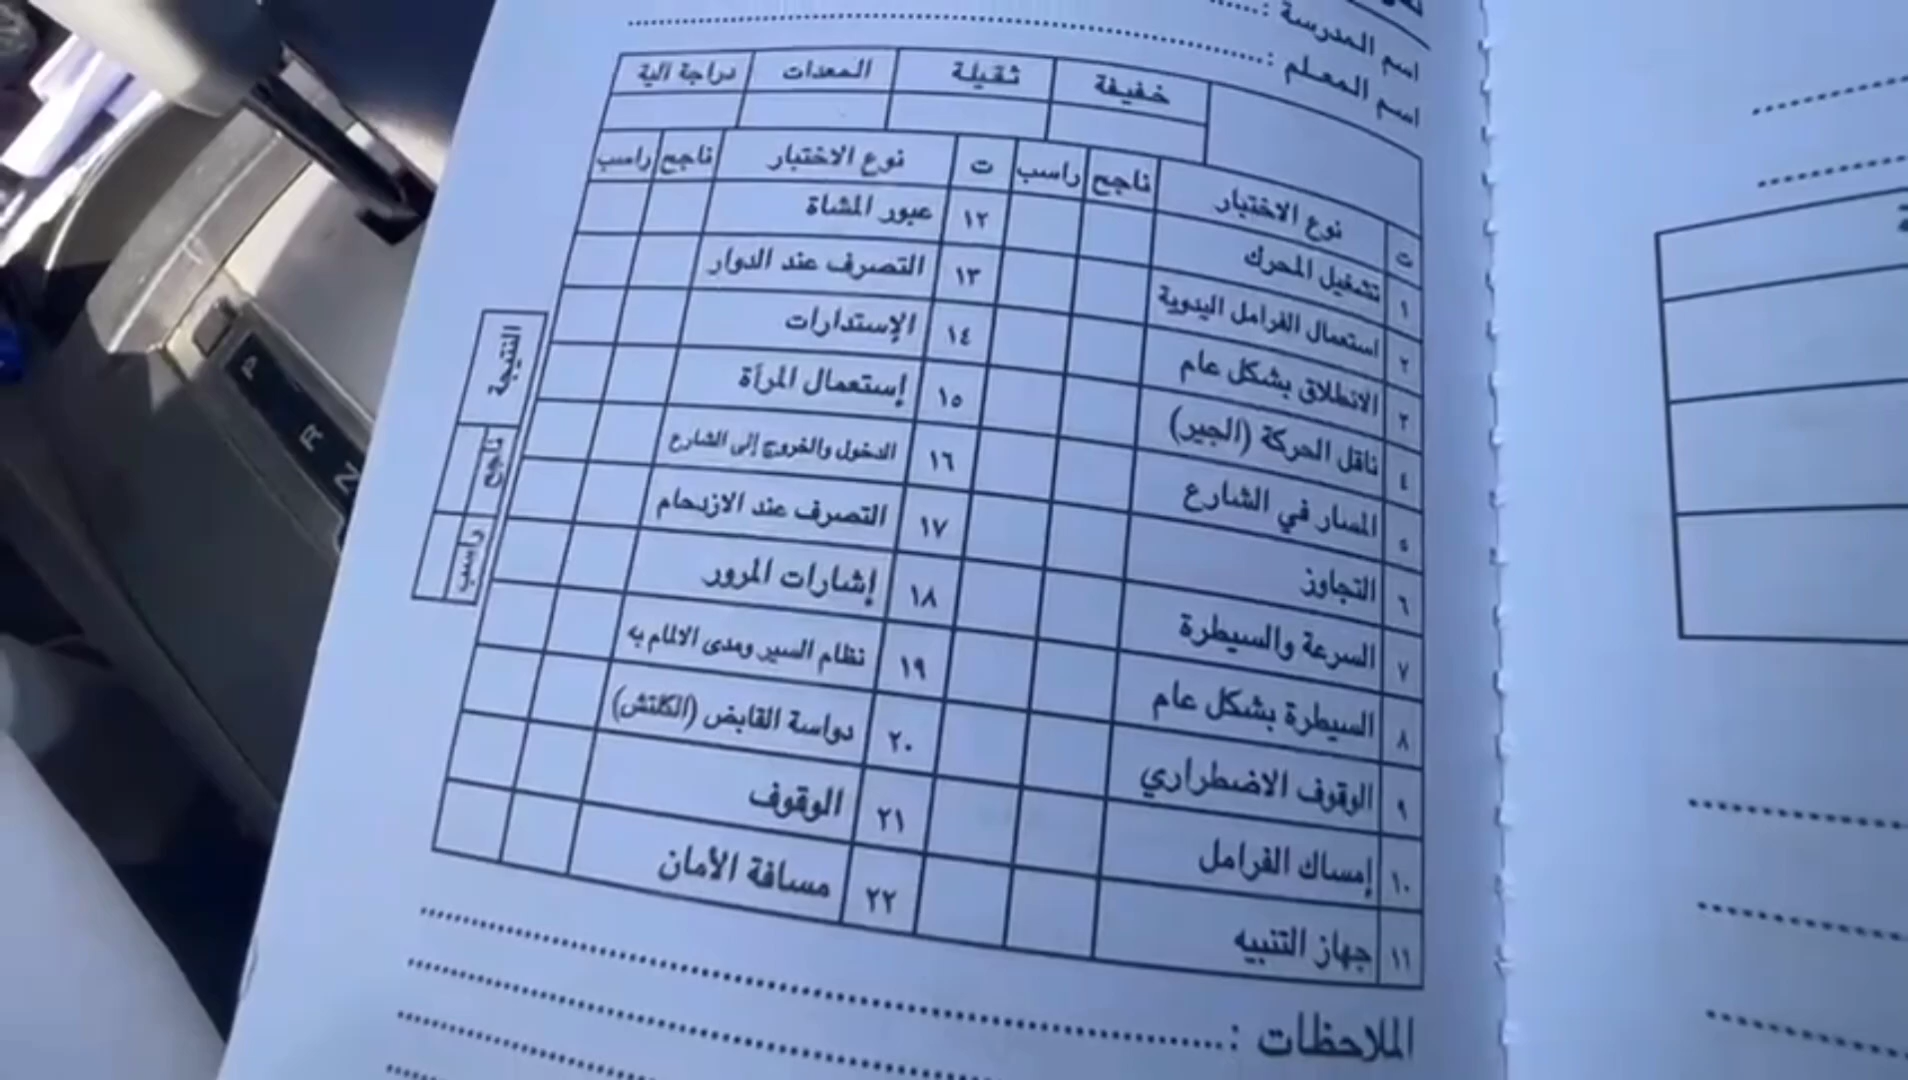 اسم المدرسة :
اسم المعلم :
خفيفة ثقيلة المعدات دراجة آلية
ت نوع الاختبار ناجح راسب ت نوع الاختبار ناجح راسب
١ تشغيل المحرك ١٢ عبور المشاة
٢ استعمال الفرامل اليدوية ١٣ التصرف عند الدوار
٣ الانطلاق بشكل عام ١٤ الإستدارات
٤ ناقل الحركة (الجير) ١٥ إستعمال المرآة
٥ المسار في الشارع ١٦ الدخول والخروج إلى الشارع
٦ التجاوز ١٧ التصرف عند الازدحام
٧ السرعة والسيطرة ١٨ إشارات المرور
٨ السيطرة بشكل عام ١٩ نظام السير ومدى الالمام به
٩ الوقوف الاضطراري ٢٠ دواسة القابض (الكلتش)
١٠ إمساك الفرامل ٢١ الوقوف
١١ جهاز التنبيه ٢٢ مسافة الأمان
النتيجة
ناجح
راسب
الملاحظات :
P
R
N